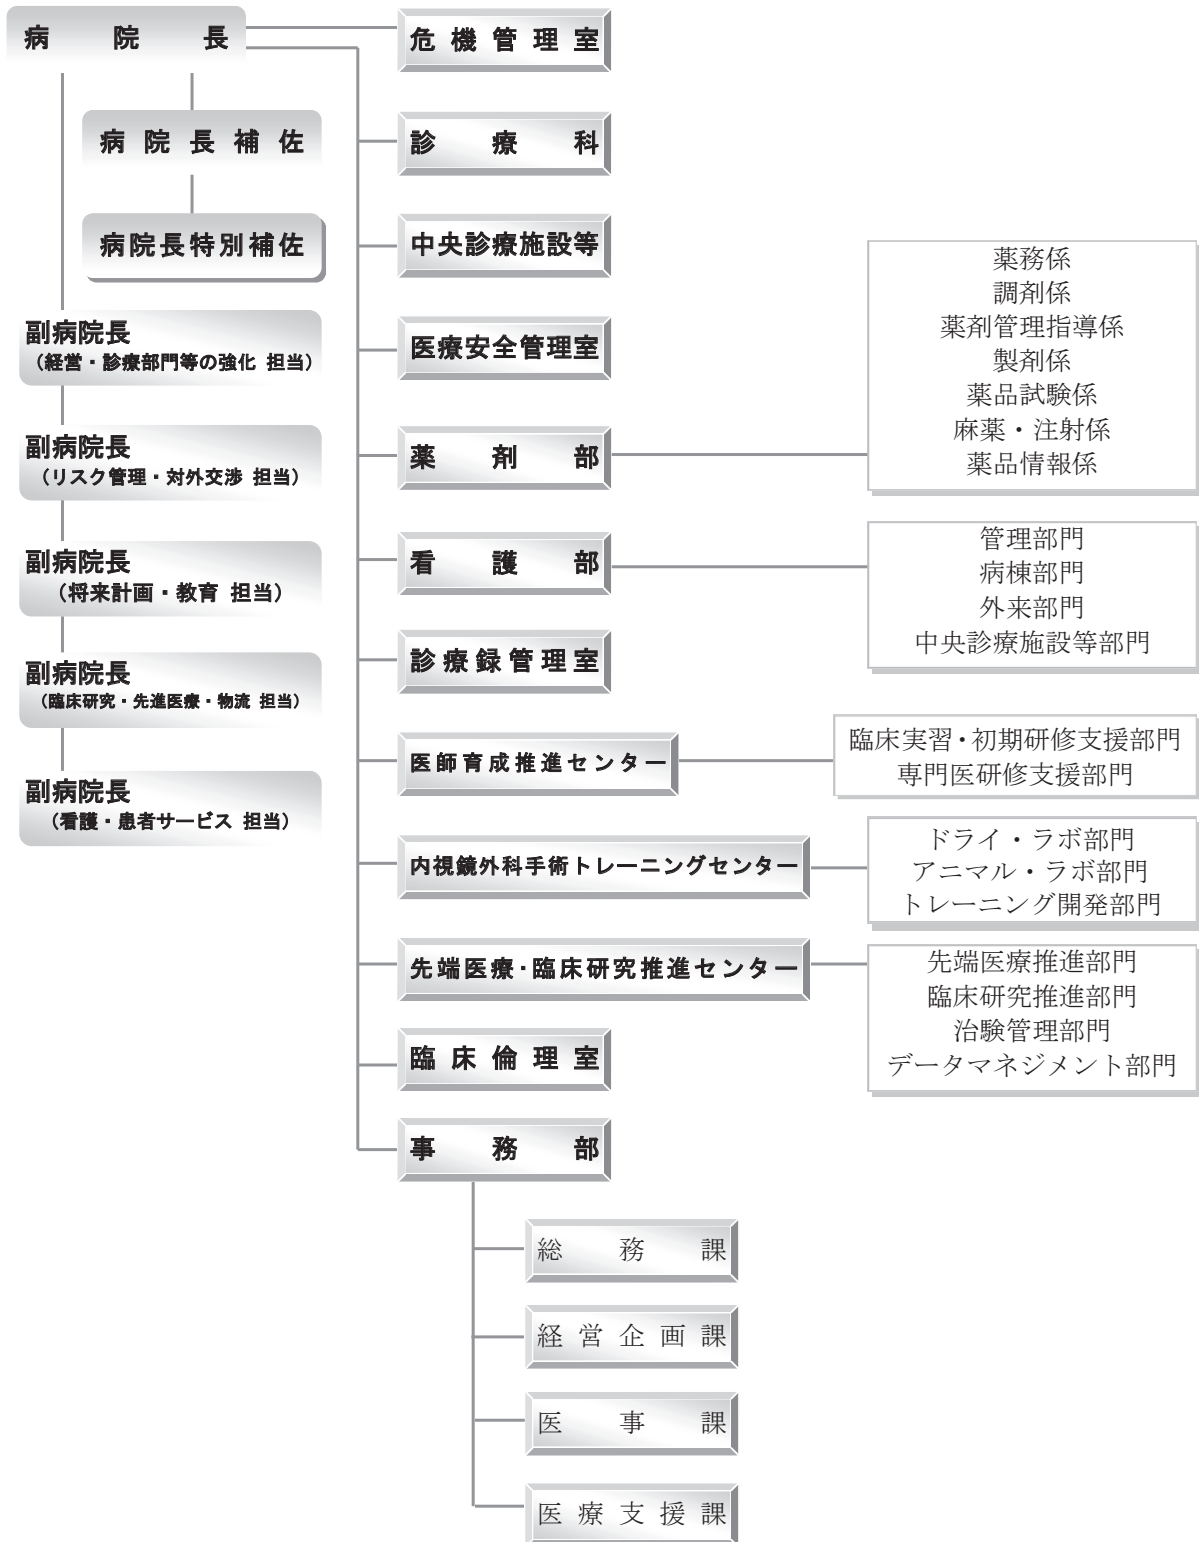 病院長
病院長補佐
病院長特別補佐
副病院長
（経営・診療部門等の強化 担当）
副病院長
（リスク管理・対外交渉 担当）
副病院長
（将来計画・教育 担当）
副病院長
（臨床研究・先進医療・物流 担当）
副病院長
（看護・患者サービス 担当）
危機管理室
診療科
中央診療施設等
医療安全管理室
薬剤部
薬務係
調剤係
薬剤管理指導係
製剤係
薬品試験係
麻薬・注射係
薬品情報係
看護部
管理部門
病棟部門
外来部門
中央診療施設等部門
診療録管理室
医師育成推進センター
臨床実習・初期研修支援部門
専門医研修支援部門
内視鏡外科手術トレーニングセンター
ドライ・ラボ部門
アニマル・ラボ部門
トレーニング開発部門
先端医療・臨床研究推進センター
先端医療推進部門
臨床研究推進部門
治験管理部門
データマネジメント部門
臨床倫理室
事務部
総務課
経営企画課
医事課
医療支援課